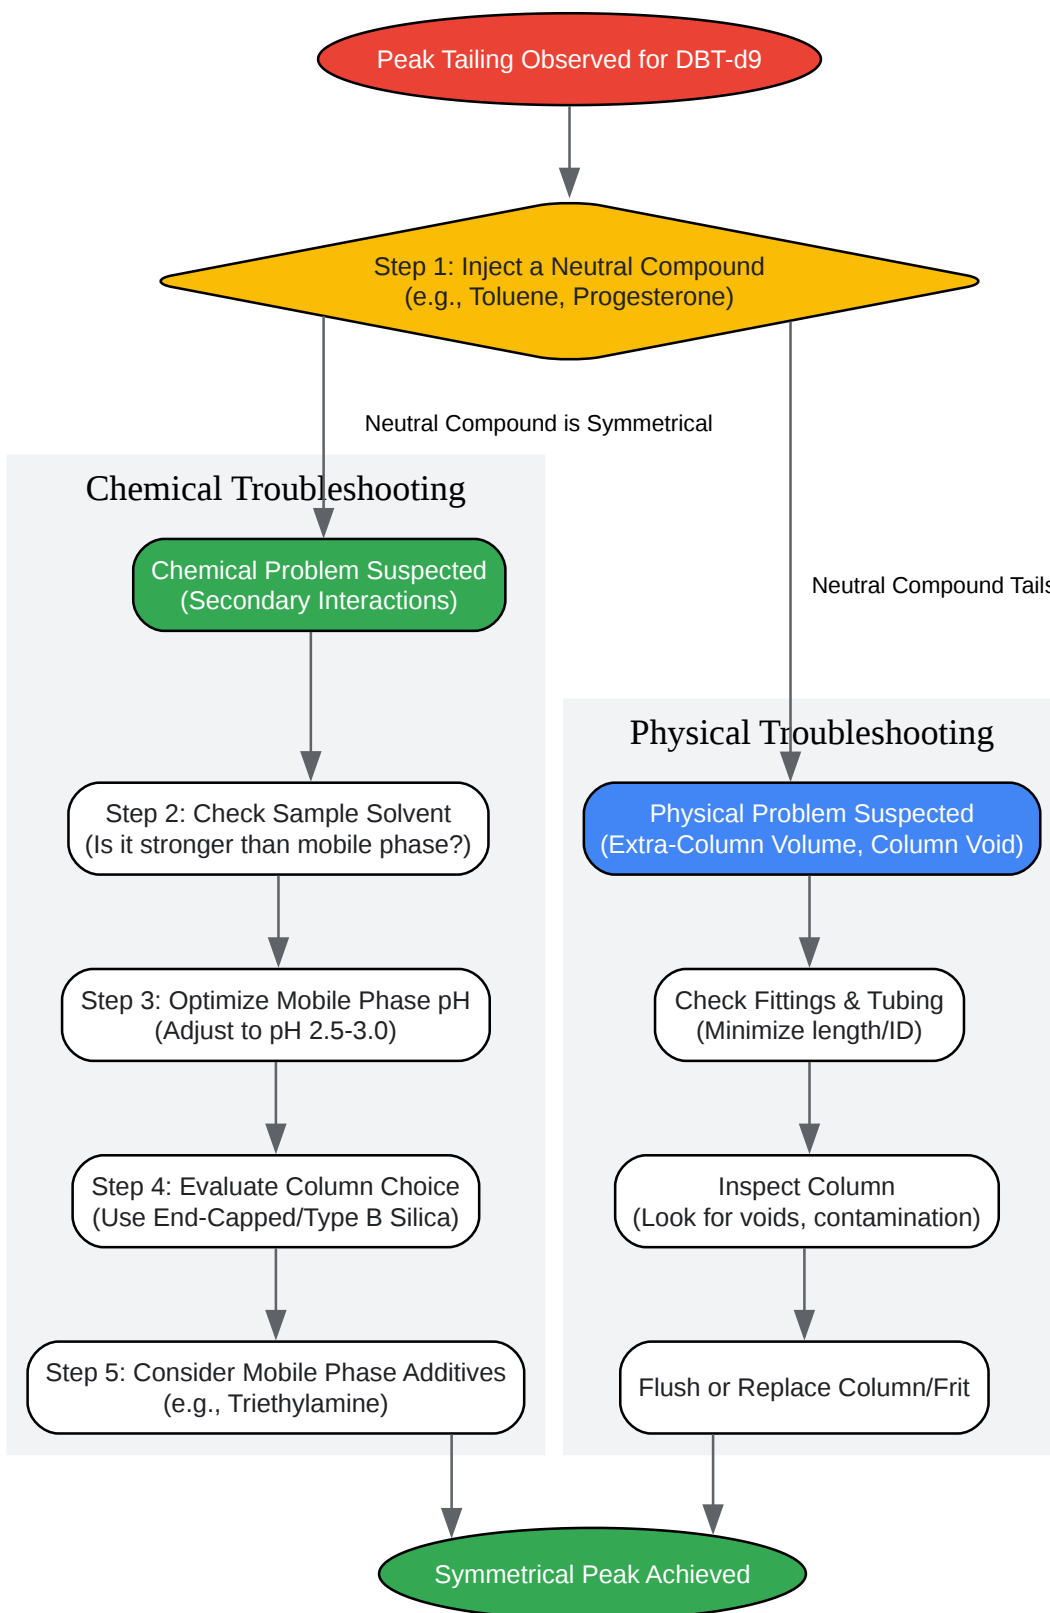 Peak Tailing Observed for DBT-d9
Step 1: Inject a Neutral Compound
(e.g., Toluene, Progesterone)
Neutral Compound is Symmetrical
Neutral Compound Tails
Chemical Troubleshooting
Chemical Problem Suspected
(Secondary Interactions)
Step 2: Check Sample Solvent
(Is it stronger than mobile phase?)
Step 3: Optimize Mobile Phase pH
(Adjust to pH 2.5-3.0)
Step 4: Evaluate Column Choice
(Use End-Capped/Type B Silica)
Step 5: Consider Mobile Phase Additives
(e.g., Triethylamine)
Physical Troubleshooting
Physical Problem Suspected
(Extra-Column Volume, Column Void)
Check Fittings & Tubing
(Minimize length/ID)
Inspect Column
(Look for voids, contamination)
Flush or Replace Column/Frit
Symmetrical Peak Achieved